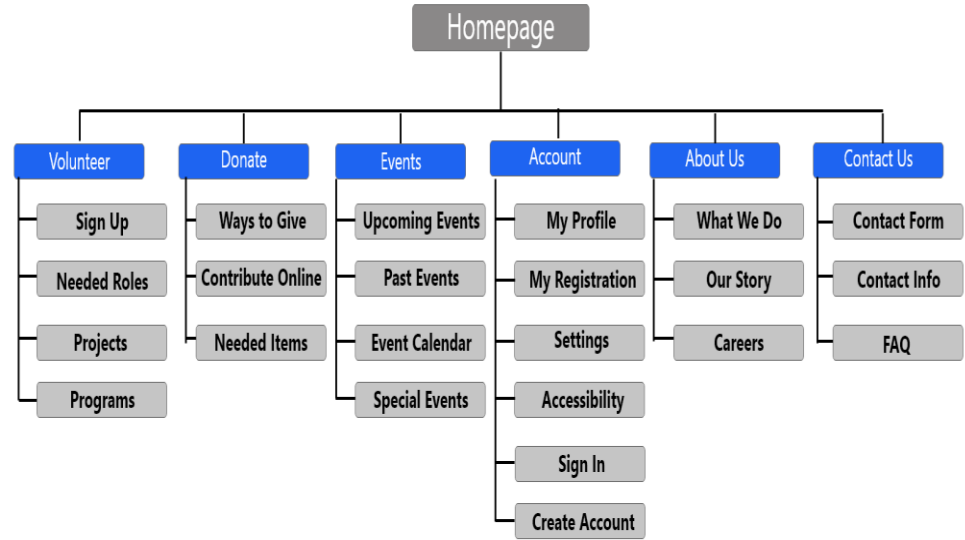 Homepage
Volunteer
Sign Up
Needed Roles
Projects
Programs
Donate
Ways to Give
Contribute Online
Needed Items
Events
Upcoming Events
Past Events
Event Calendar
Special Events
Account
My Profile
My Registration
Settings
Accessibility
Sign In
Create Account
About Us
What We Do
Our Story
Careers
Contact Us
Contact Form
Contact Info
FAQ